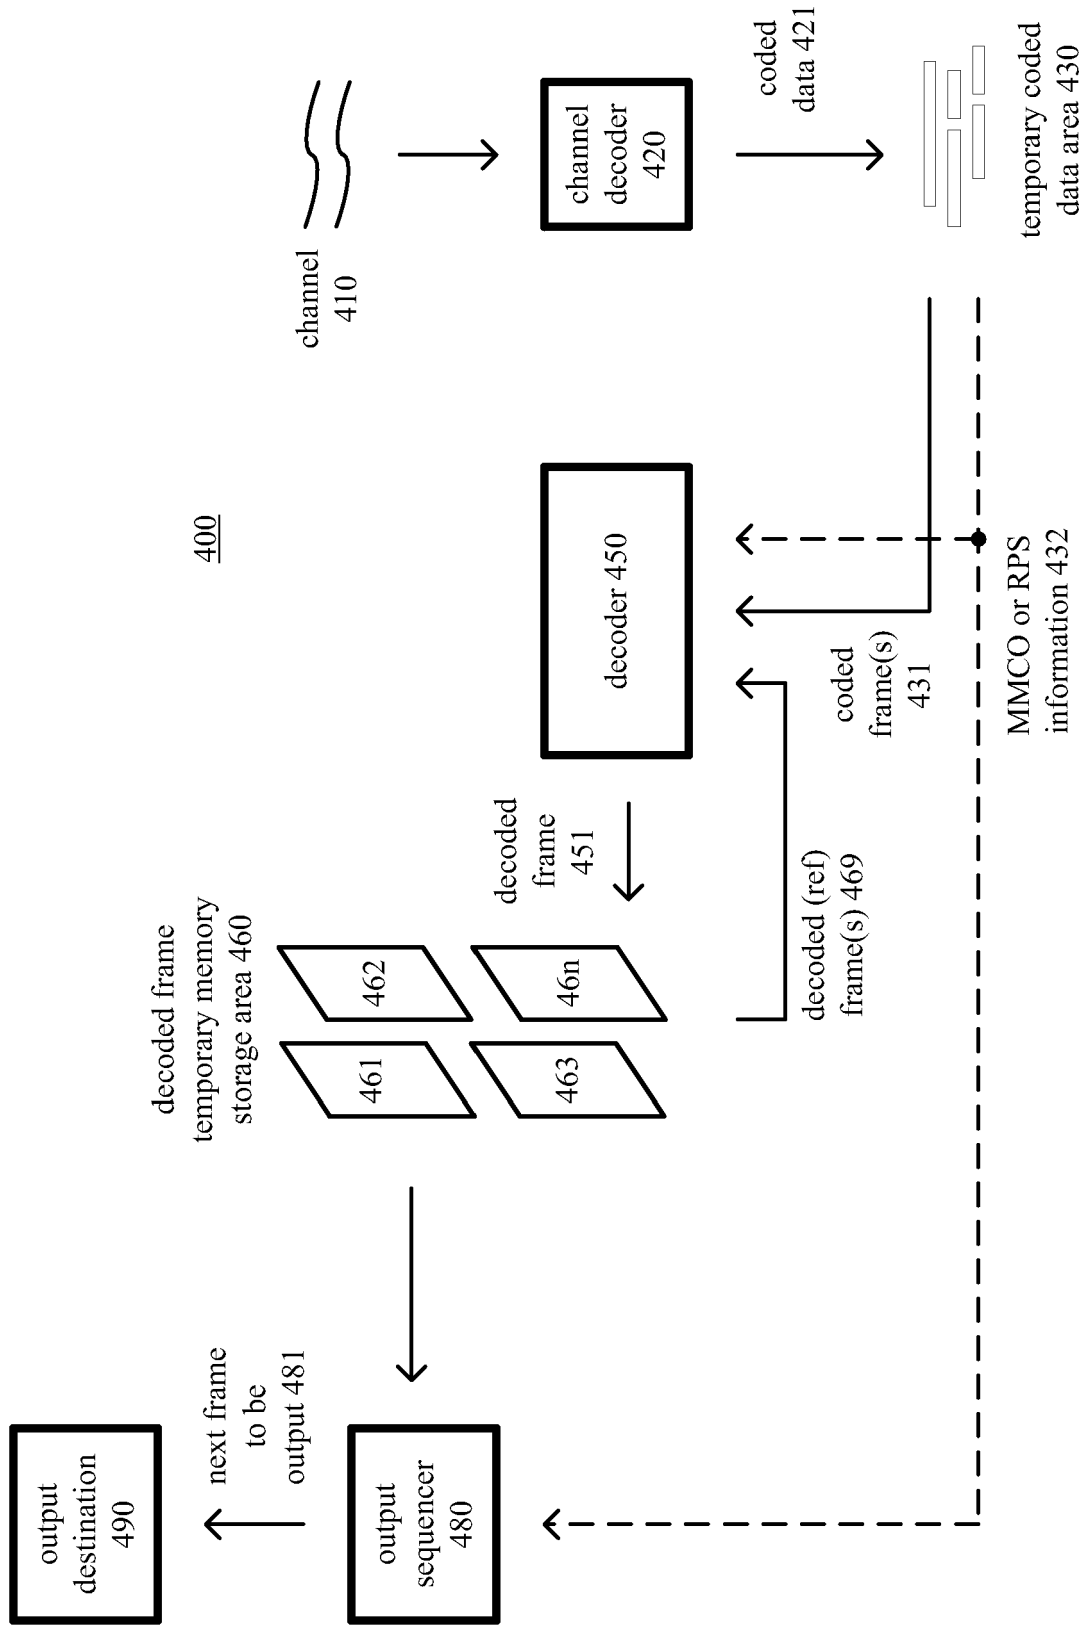 400
channel
410
channel
decoder
420
coded
data 421
temporary coded
data area 430
coded
frame(s)
431
MMCO or RPS
information 432
decoder 450
decoded
frame
451
decoded frame
temporary memory
storage area 460
461
462
463
46n
decoded (ref)
frame(s) 469
output
sequencer
480
next frame
to be
output 481
output
destination
490